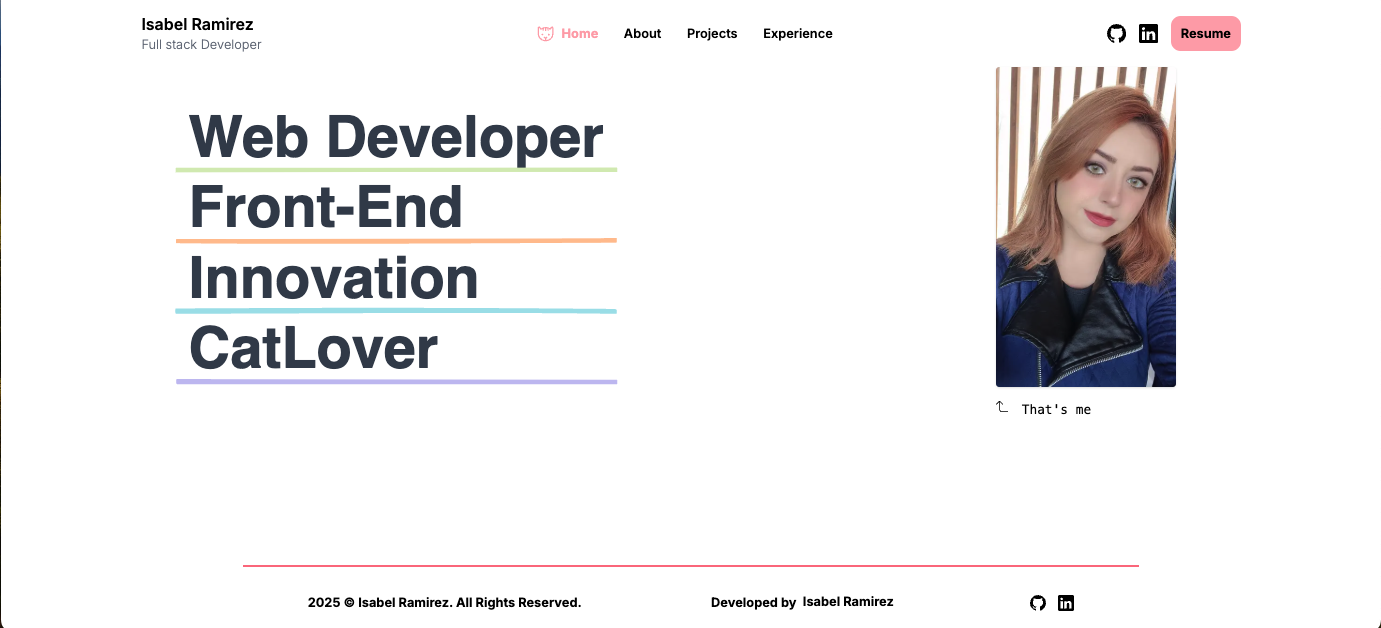 Isabel Ramirez
Full stack Developer
Home About Projects Experience
Resume
Web Developer
Front-End
Innovation
CatLover
That's me
2025 © Isabel Ramirez. All Rights Reserved.
Developed by Isabel Ramirez